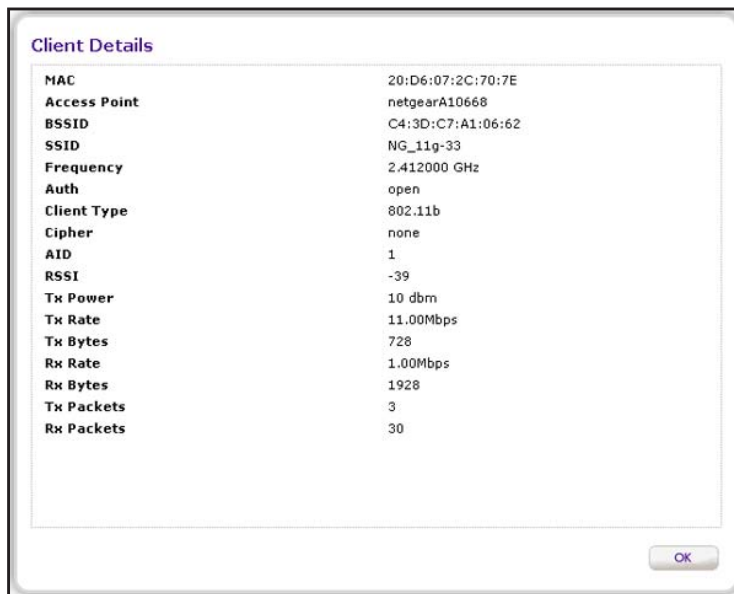 Client Details
MAC 20:D6:07:2C:70:7E
Access Point netgearA10668
BSSID C4:3D:C7:A1:06:62
SSID NG_11g-33
Frequency 2.412000 GHz
Auth open
Client Type 802.11b
Cipher none
AID 1
RSSI -39
Tx Power 10 dbm
Tx Rate 11.00Mbps
Tx Bytes 728
Rx Rate 1.00Mbps
Rx Bytes 1928
Tx Packets 3
Rx Packets 30
OK